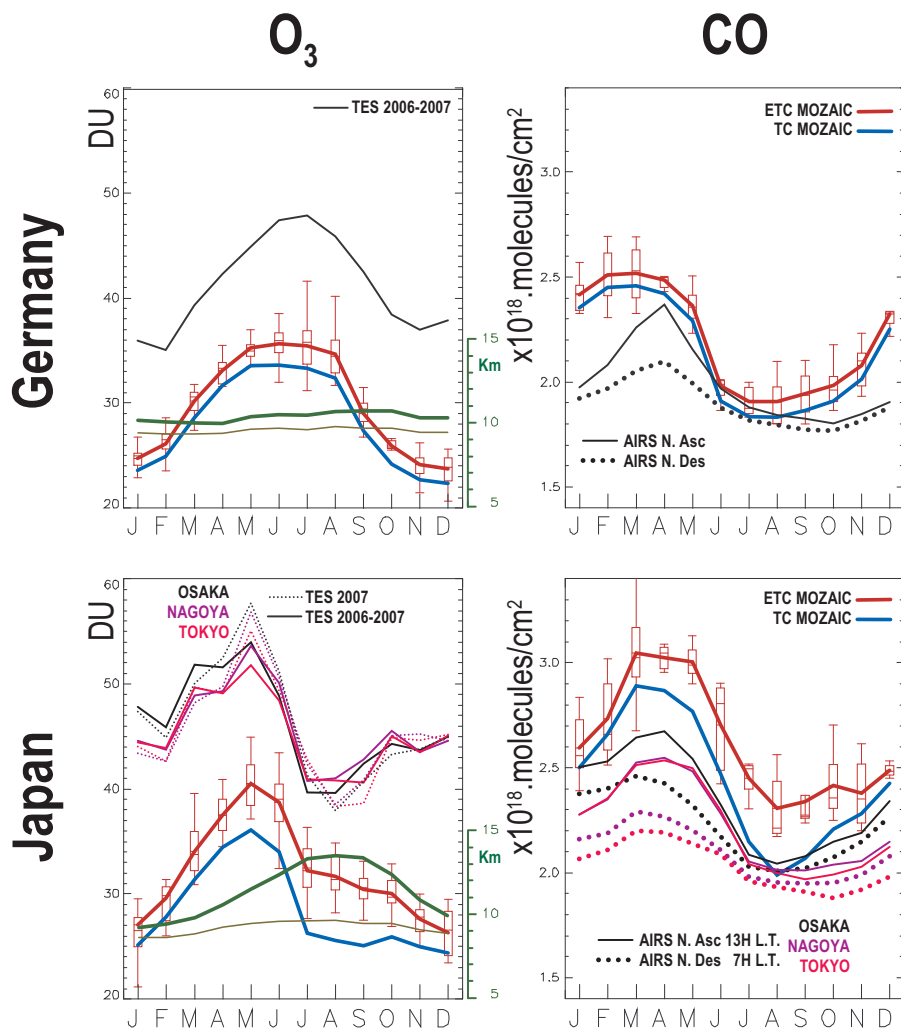 O3 CO
Germany
DU
60
50
40
30
20
TES 2006-2007
15
Km
10
5
J F M A M J J A S O N D
x10^18.molecules/cm^2
3.0
2.5
2.0
1.5
ETC MOZAIC
TC MOZAIC
AIRS N. Asc
AIRS N. Des
J F M A M J J A S O N D
Japan
DU
60
50
40
30
20
OSAKA
NAGOYA
TOKYO
TES 2007
TES 2006-2007
15
Km
10
5
J F M A M J J A S O N D
x10^18.molecules/cm^2
3.0
2.5
2.0
1.5
ETC MOZAIC
TC MOZAIC
AIRS N. Asc 13H L.T.
AIRS N. Des 7H L.T.
OSAKA
NAGOYA
TOKYO
J F M A M J J A S O N D